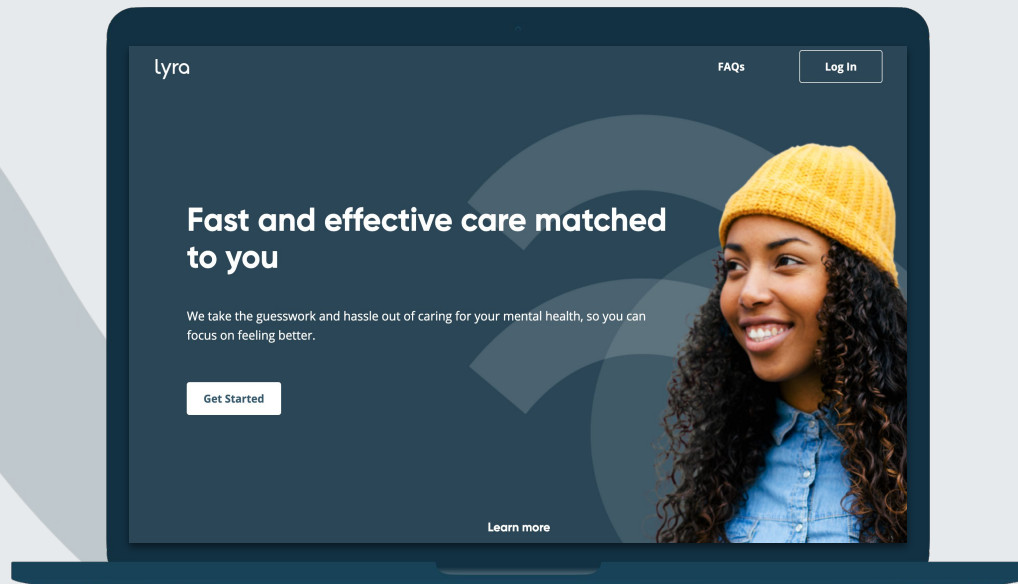 lyra
FAQs
Log In
Fast and effective care matched
to you
We take the guesswork and hassle out of caring for your mental health, so you can
focus on feeling better.
Get Started
Learn more